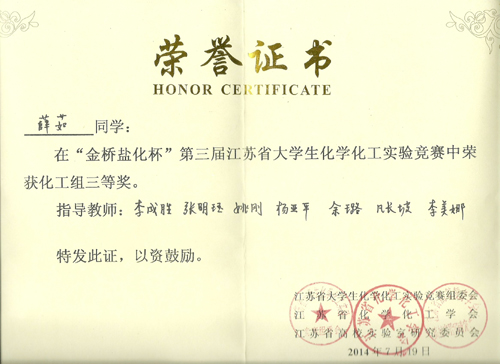 荣誉证书
HONOR CERTIFICATE
薛茹同学：
在“金桥盐化杯”第三届江苏省大学生化学化工实验竞赛中荣
获化工组三等奖。
指导教师：李成胜 张明珏 姚刚 杨亚平 余璐 凡长坡 李美娜
特发此证，以资鼓励。
江苏省大学生化学化工实验竞赛组委会
江苏省化学化工学会
江苏省高校实验室研究委员会
2014年7月19日